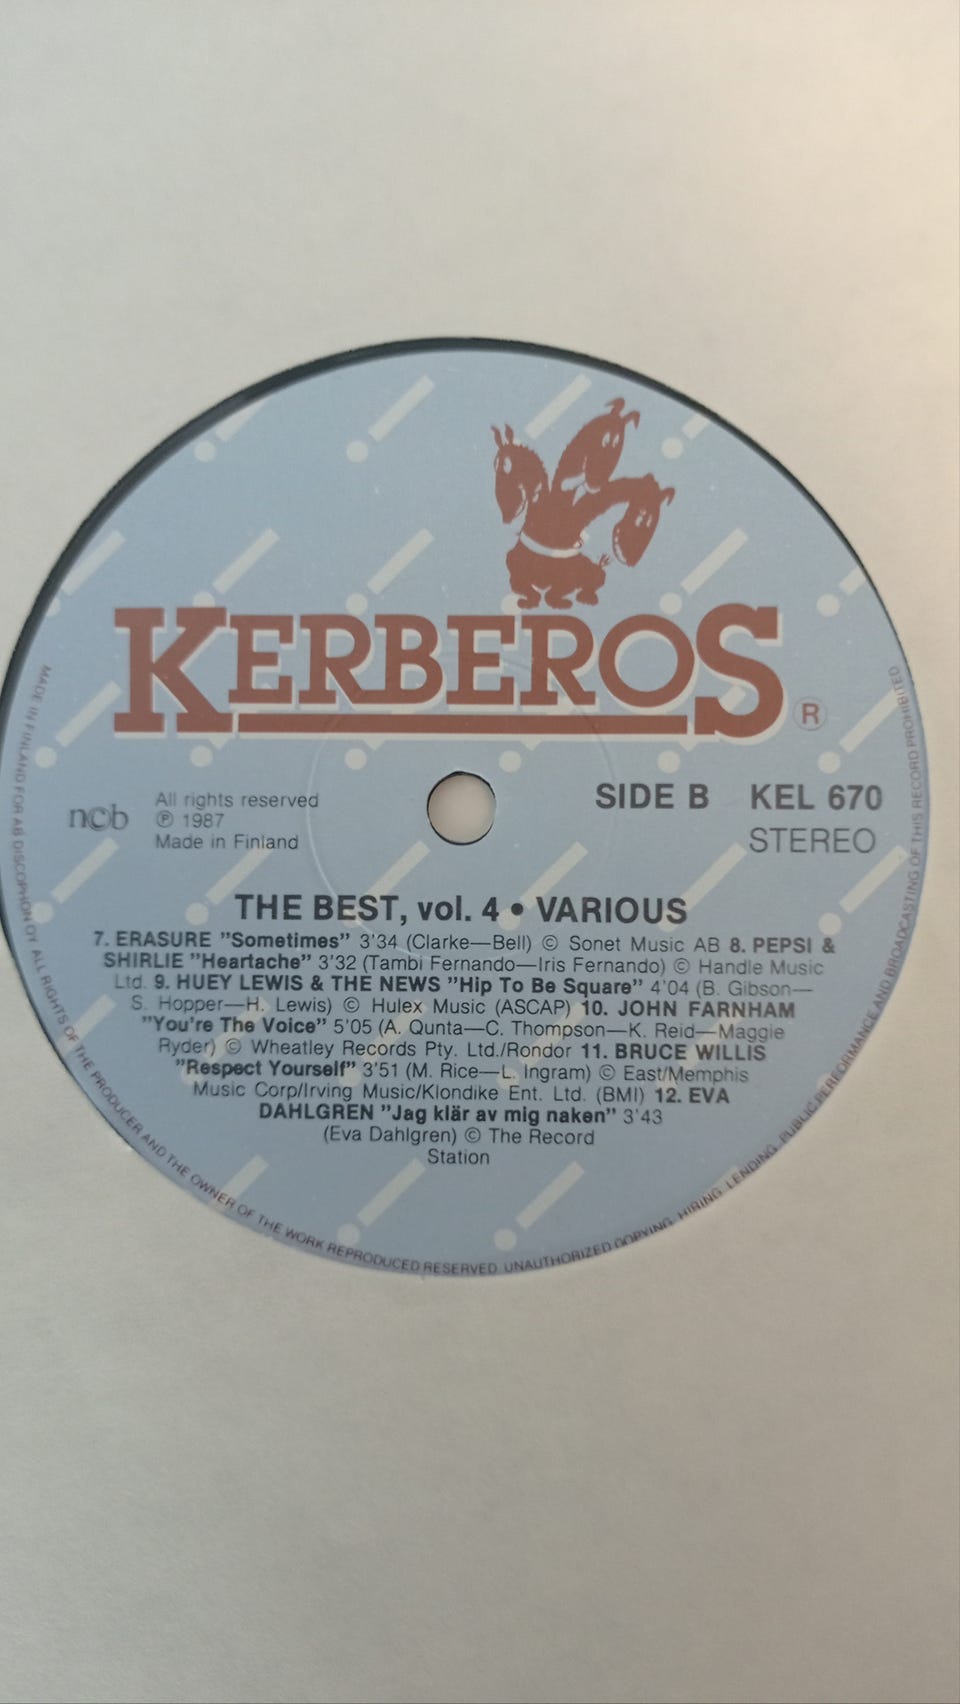 KERBEROS
®
ncb
All rights reserved
℗ 1987
Made in Finland
SIDE B KEL 670
STEREO
THE BEST, vol. 4 • VARIOUS
7. ERASURE ”Sometimes” 3'34 (Clarke—Bell) © Sonet Music AB 8. PEPSI &
SHIRLIE ”Heartache” 3'32 (Tambi Fernando—Iris Fernando) © Handle Music
Ltd. 9. HUEY LEWIS & THE NEWS ”Hip To Be Square” 4'04 (B. Gibson—
S. Hopper—H. Lewis) © Hulex Music (ASCAP) 10. JOHN FARNHAM
”You're The Voice” 5'05 (A. Qunta—C. Thompson—K. Reid—Maggie
Ryder) © Wheatley Records Pty. Ltd./Rondor 11. BRUCE WILLIS
”Respect Yourself” 3'51 (M. Rice—L. Ingram) © East/Memphis
Music Corp/Irving Music/Klondike Ent. Ltd. (BMI) 12. EVA
DAHLGREN ”Jag klär av mig naken” 3'43
(Eva Dahlgren) © The Record
Station
MADE IN FINLAND FOR AB DISCOPHON OY. ALL RIGHTS OF THE PRODUCER AND THE OWNER OF THE WORK REPRODUCED RESERVED. UNAUTHORIZED COPYING, HIRING, LENDING, PUBLIC PERFORMANCE AND BROADCASTING OF THIS RECORD PROHIBITED